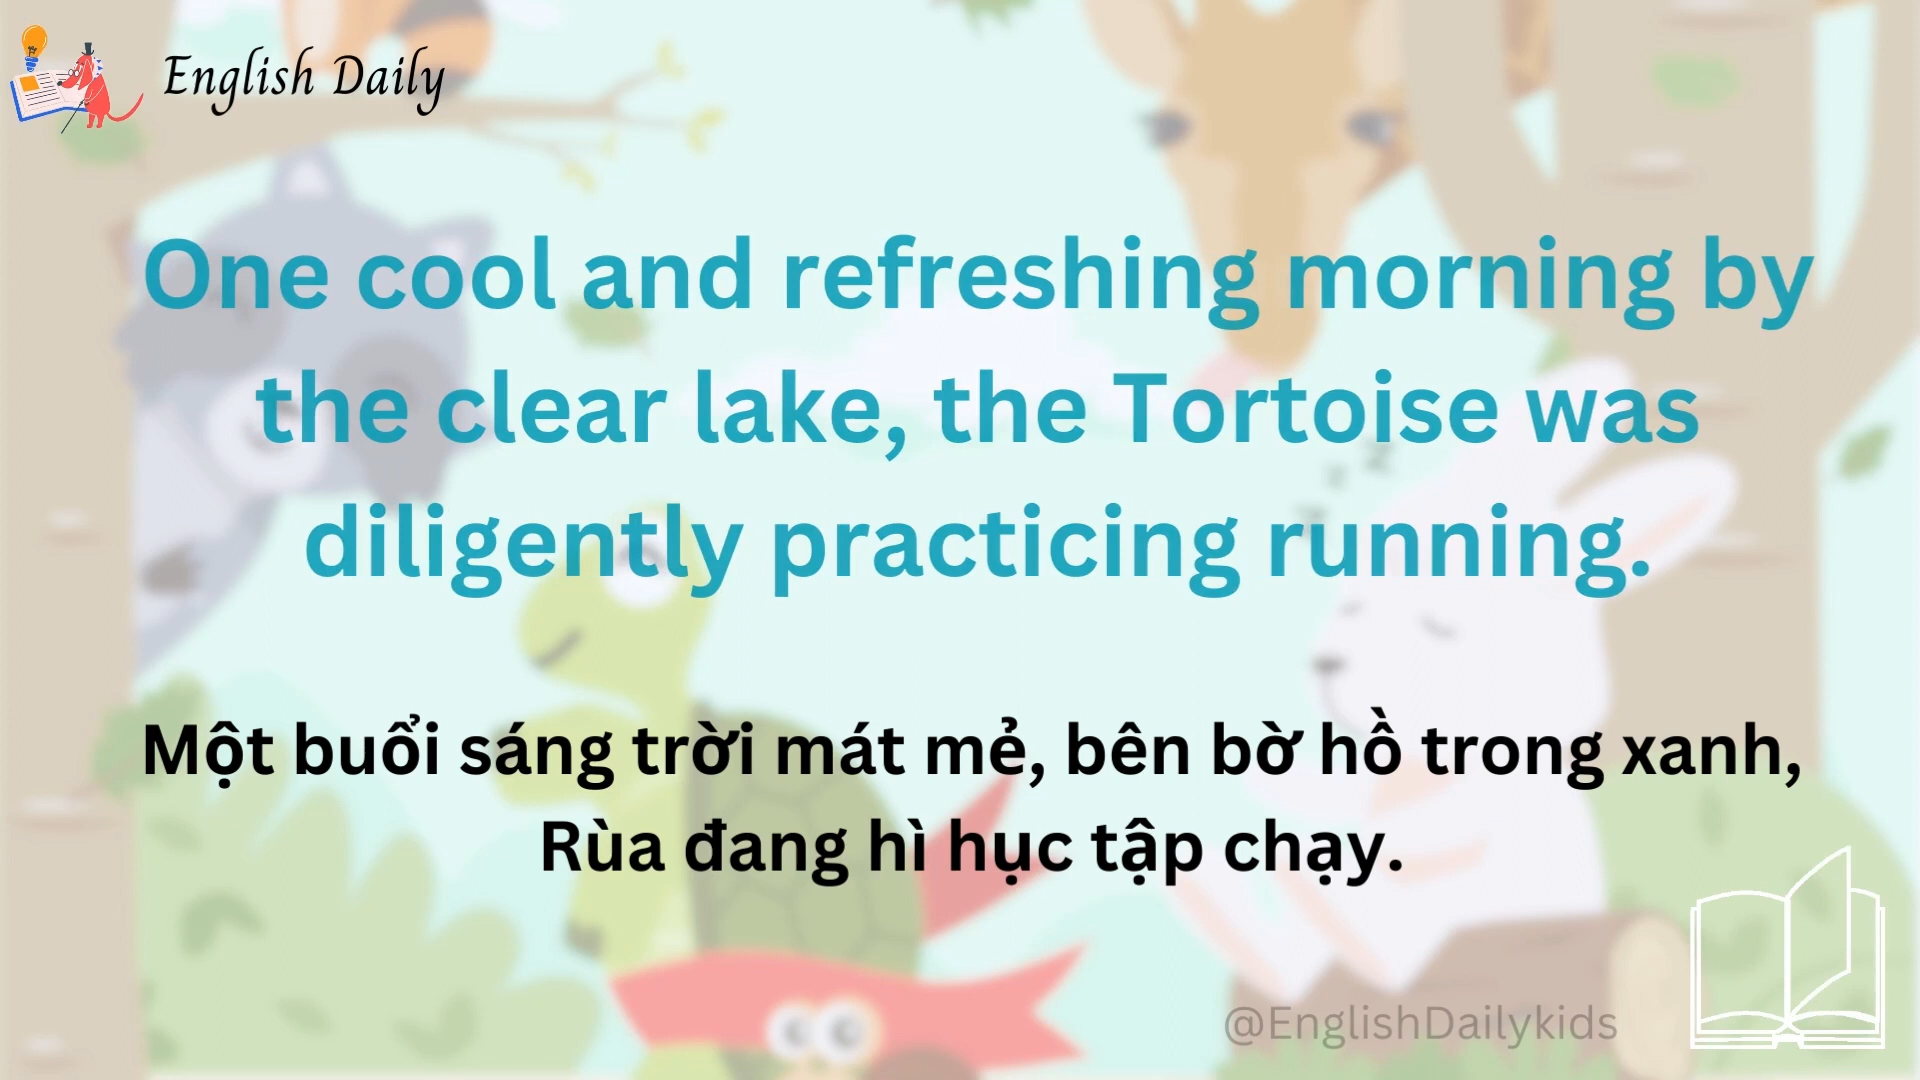 English Daily
One cool and refreshing morning by
the clear lake, the Tortoise was
diligently practicing running.
Một buổi sáng trời mát mẻ, bên bờ hồ trong xanh,
Rùa đang hì hục tập chạy.
@EnglishDailykids